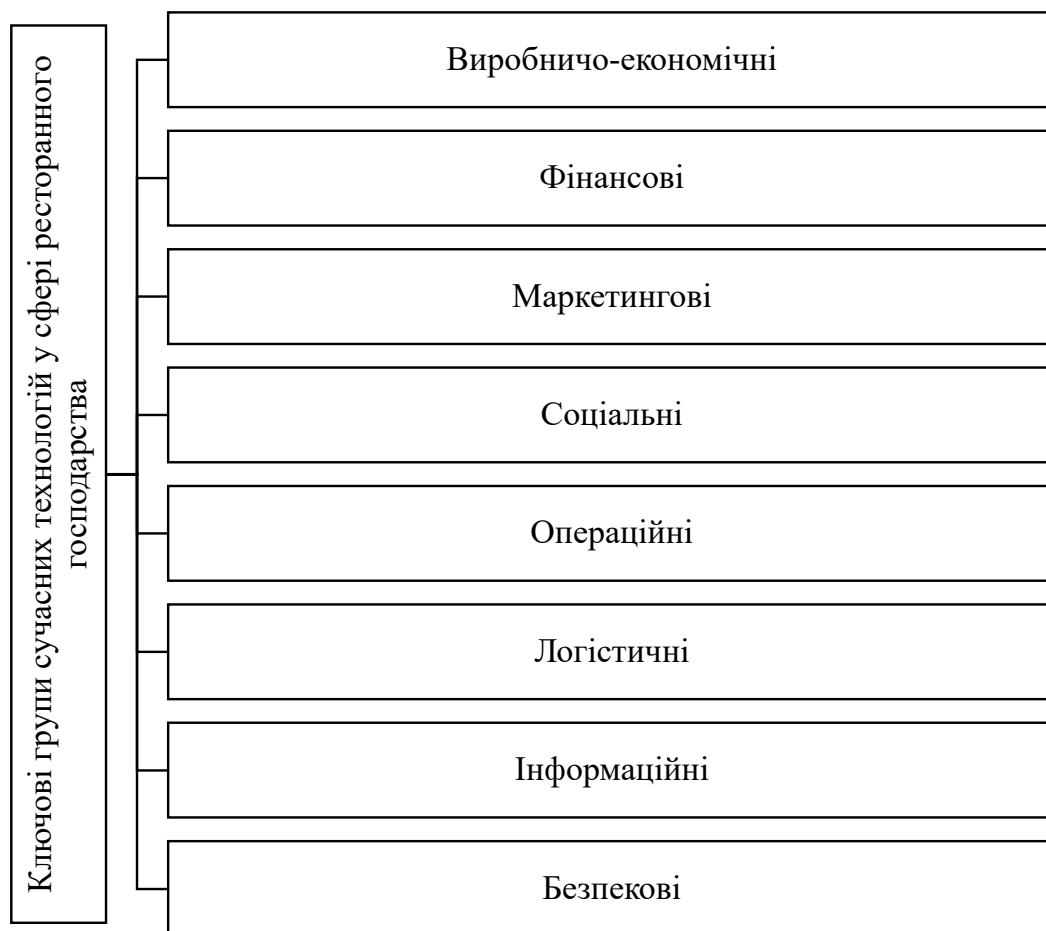 Ключові групи сучасних технологій у сфері ресторанного
господарства
Виробничо-економічні
Фінансові
Маркетингові
Соціальні
Операційні
Логістичні
Інформаційні
Безпекові